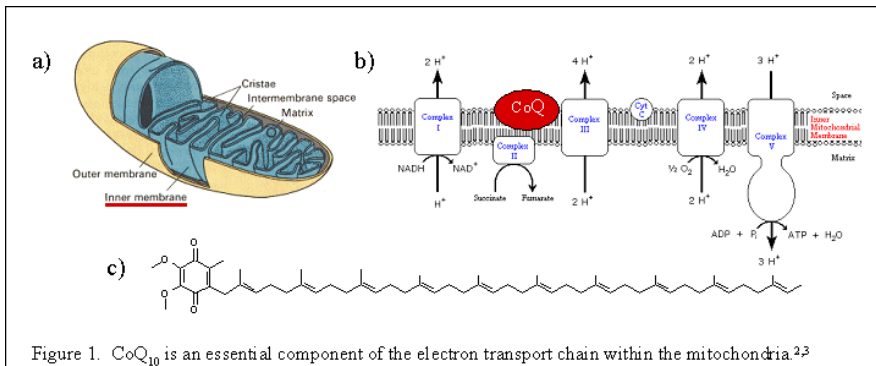 a)
Cristae
Intermembrane space
Matrix
Outer membrane
Inner membrane
b)
2 H⁺
4 H⁺
2 H⁺
3 H⁺
CoQ
Cyt
C
Space
Inner
Mitochondrial
Membrane
Matrix
Complex
I
Complex
II
Complex
III
Complex
IV
Complex
V
NADH
NAD⁺
Succinate
Fumarate
½ O₂
H₂O
H⁺
2 H⁺
2 H⁺
ADP + Pᵢ
ATP + H₂O
3 H⁺
c)
O
O
O
O
Figure 1. CoQ₁₀ is an essential component of the electron transport chain within the mitochondria.²,³